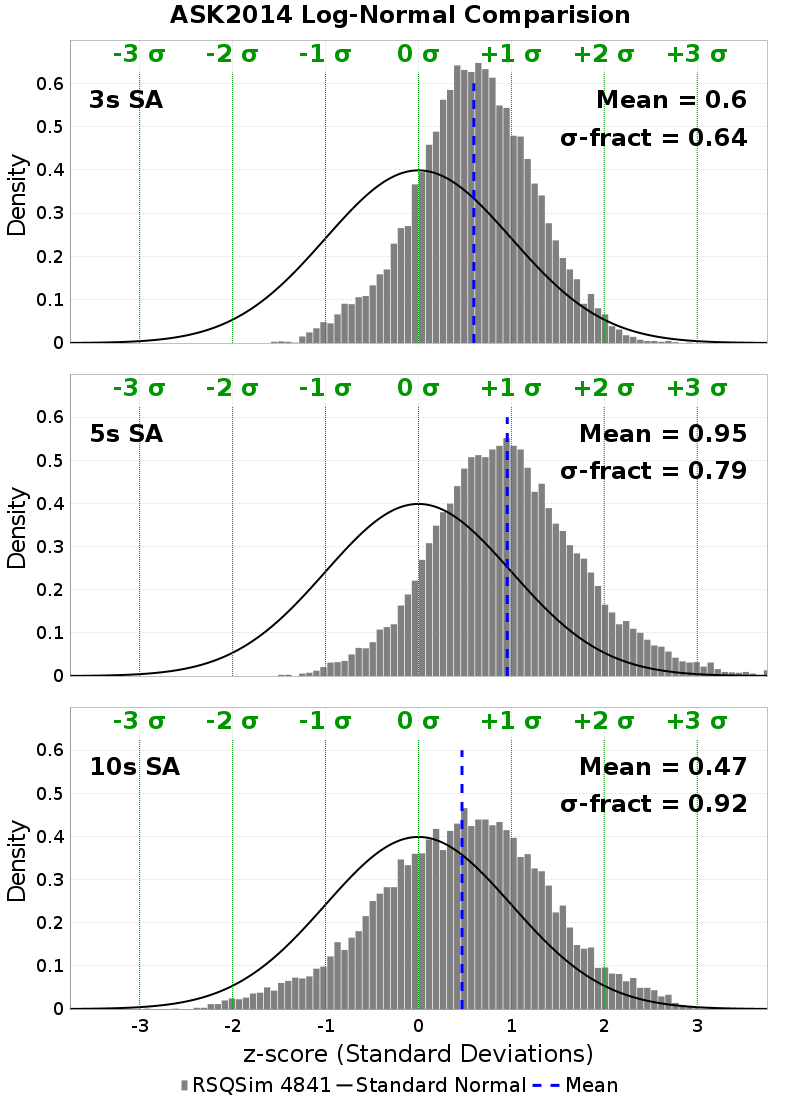 ASK2014 Log-Normal Comparision
-3 σ -2 σ -1 σ 0 σ +1 σ +2 σ +3 σ
3s SA
Mean = 0.6
σ-fract = 0.64
Density
0.6
0.5
0.4
0.3
0.2
0.1
0
-3 σ -2 σ -1 σ 0 σ +1 σ +2 σ +3 σ
5s SA
Mean = 0.95
σ-fract = 0.79
Density
0.6
0.5
0.4
0.3
0.2
0.1
0
-3 σ -2 σ -1 σ 0 σ +1 σ +2 σ +3 σ
10s SA
Mean = 0.47
σ-fract = 0.92
Density
0.6
0.5
0.4
0.3
0.2
0.1
0
-3 -2 -1 0 1 2 3
z-score (Standard Deviations)
RSQSim 4841 Standard Normal Mean